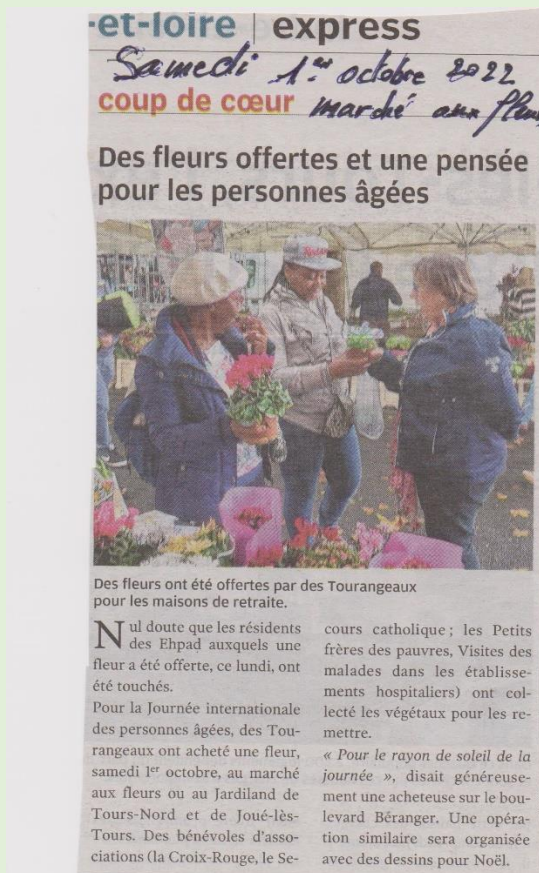 -et-loire | express
Samedi 1er octobre 2022
coup de cœur marché aux fleurs
Des fleurs offertes et une pensée
pour les personnes âgées
Des fleurs ont été offertes par des Tourangeaux
pour les maisons de retraite.
Nul doute que les résidents
des Ehpad auxquels une
fleur a été offerte, ce lundi, ont
été touchés.
Pour la Journée internationale
des personnes âgées, des Tou-
rangeaux ont acheté une fleur,
samedi 1er octobre, au marché
aux fleurs ou au Jardiland de
Tours-Nord et de Joué-lès-
Tours. Des bénévoles d'asso-
ciations (la Croix-Rouge, le Se-
cours catholique ; les Petits
frères des pauvres, Visites des
malades dans les établisse-
ments hospitaliers) ont col-
lecté les végétaux pour les re-
mettre.
« Pour le rayon de soleil de la
journée », disait généreuse-
ment une acheteuse sur le bou-
levard Béranger. Une opéra-
tion similaire sera organisée
avec des dessins pour Noël.